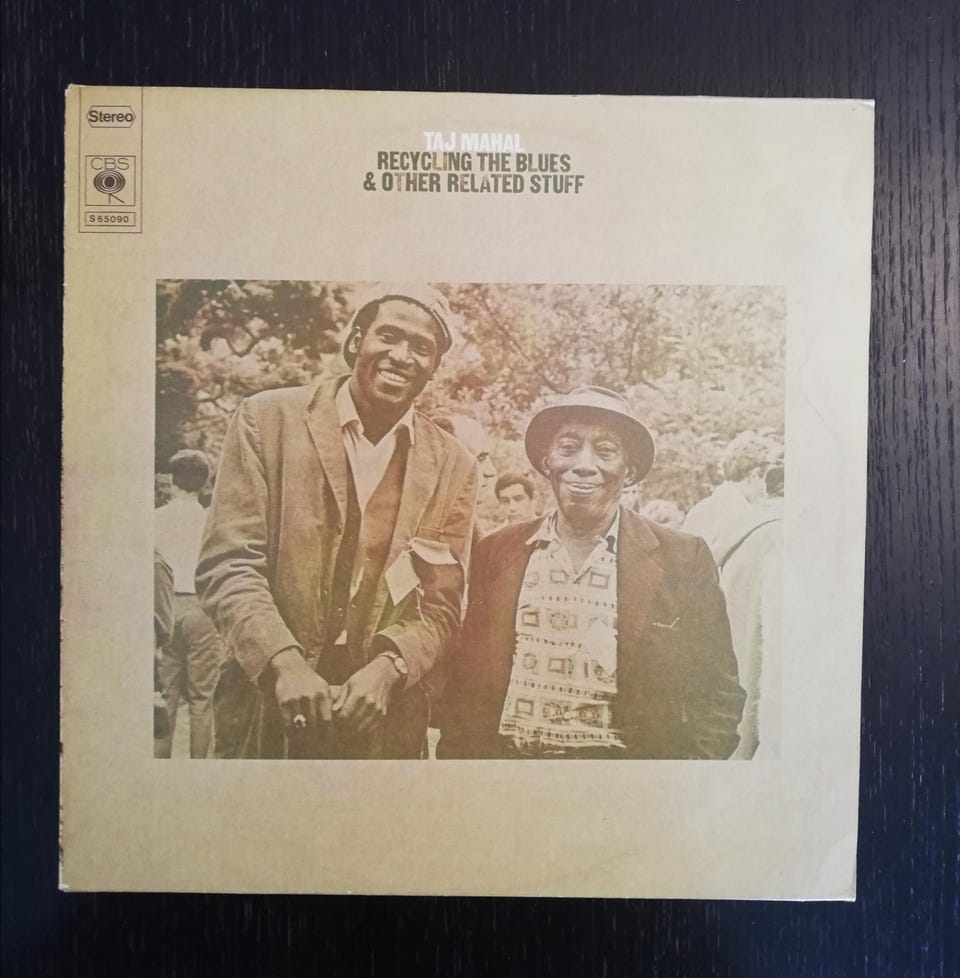 Stereo
CBS
S 65090
TAJ MAHAL
RECYCLING THE BLUES
& OTHER RELATED STUFF